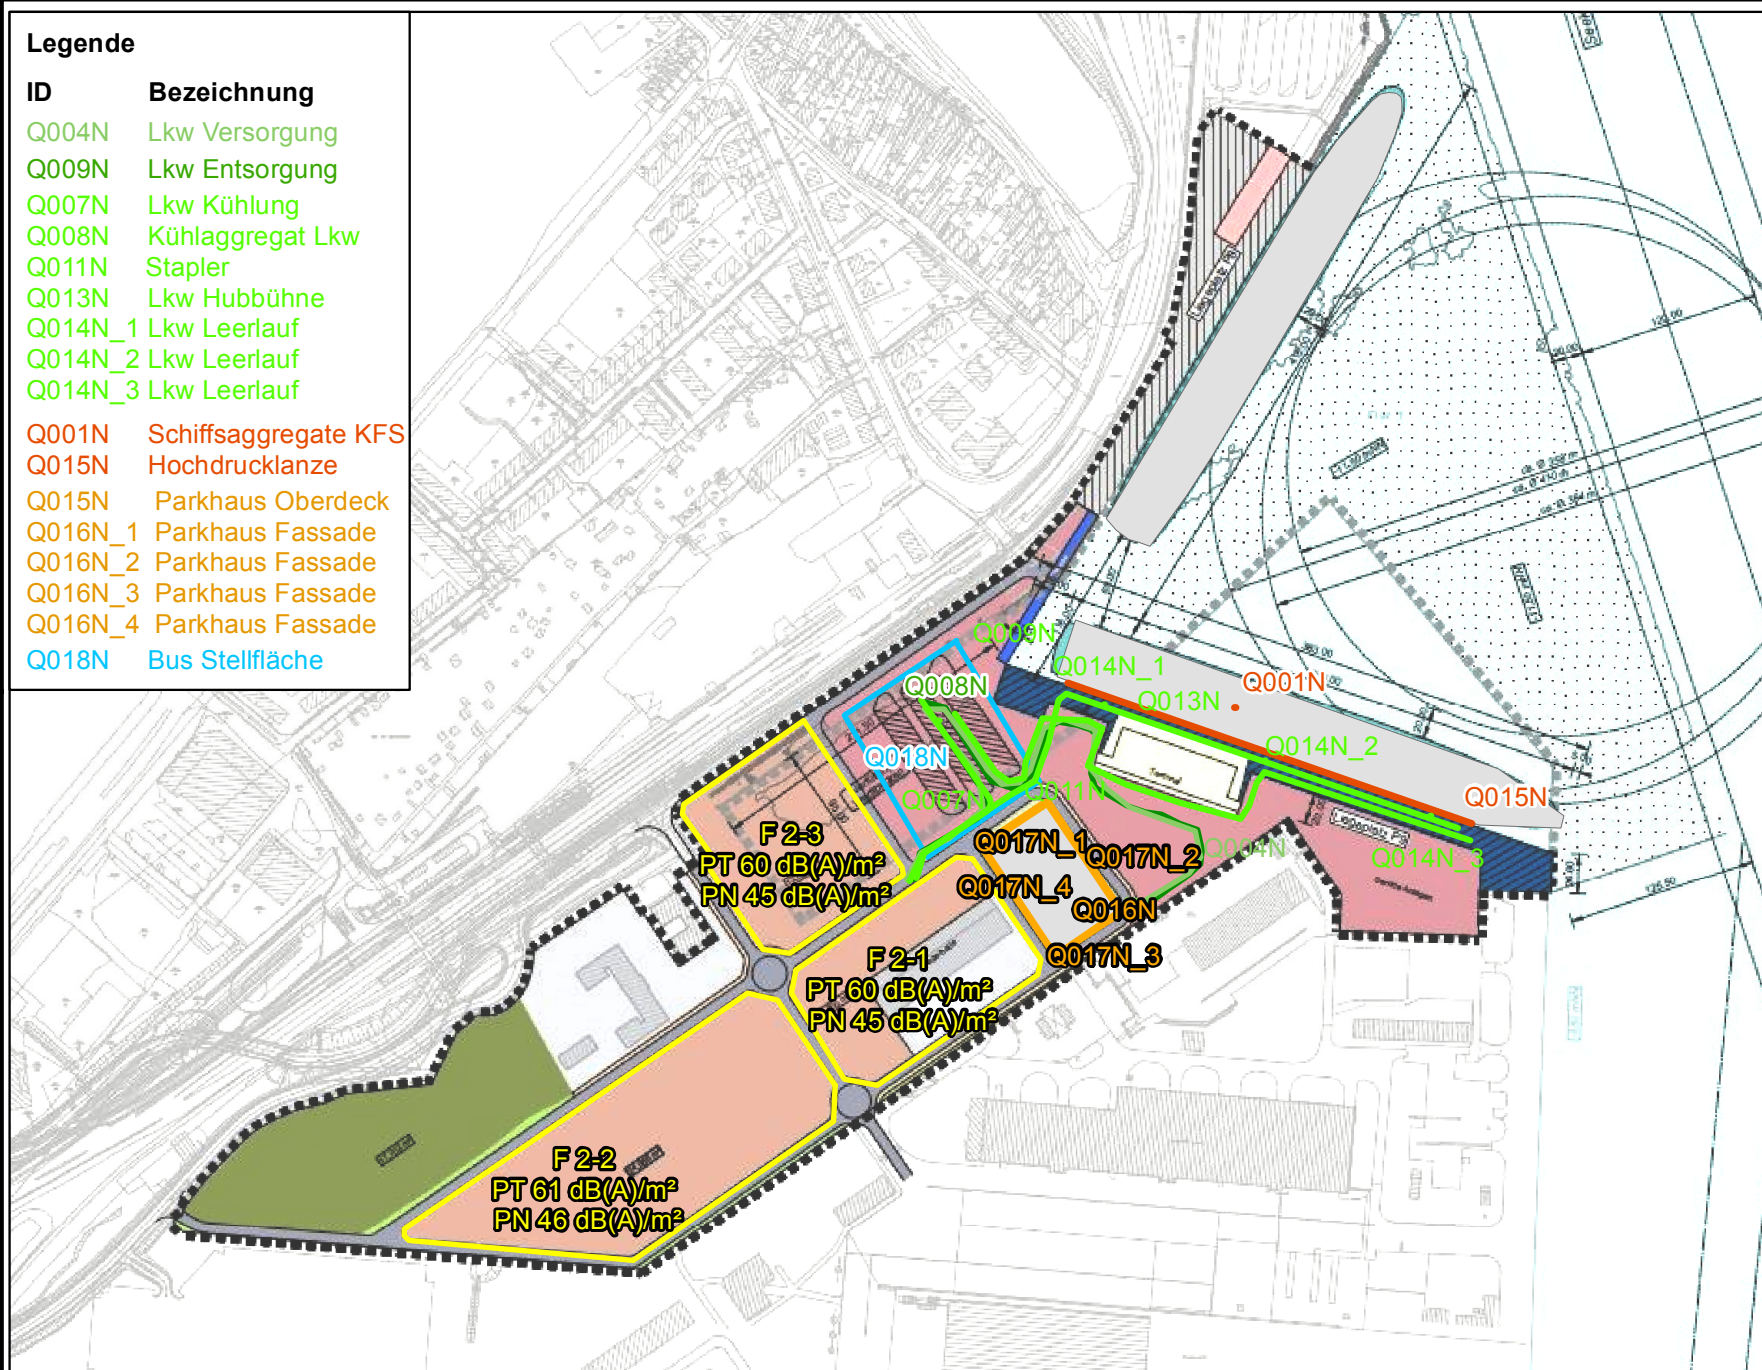 Legende
ID Bezeichnung
Q004N Lkw Versorgung
Q009N Lkw Entsorgung
Q007N Lkw Kühlung
Q008N Kühlaggregat Lkw
Q011N Stapler
Q013N Lkw Hubbühne
Q014N_1 Lkw Leerlauf
Q014N_2 Lkw Leerlauf
Q014N_3 Lkw Leerlauf
Q001N Schiffsaggregate KFS
Q015N Hochdrucklanze
Q015N Parkhaus Oberdeck
Q016N_1 Parkhaus Fassade
Q016N_2 Parkhaus Fassade
Q016N_3 Parkhaus Fassade
Q016N_4 Parkhaus Fassade
Q018N Bus Stellfläche
Q009N
Q014N_1
Q008N
Q001N
Q013N
Q014N_2
Q018N
Terminal
Q007N
Q011N
Q015N
Liegeplatz P8
Q004N
Q014N_3
Q017N_1
Q017N_2
Q017N_4
Q016N
Q017N_3
F 2-3
PT 60 dB(A)/m²
PN 45 dB(A)/m²
F 2-1
PT 60 dB(A)/m²
PN 45 dB(A)/m²
F 2-2
PT 61 dB(A)/m²
PN 46 dB(A)/m²
120.00